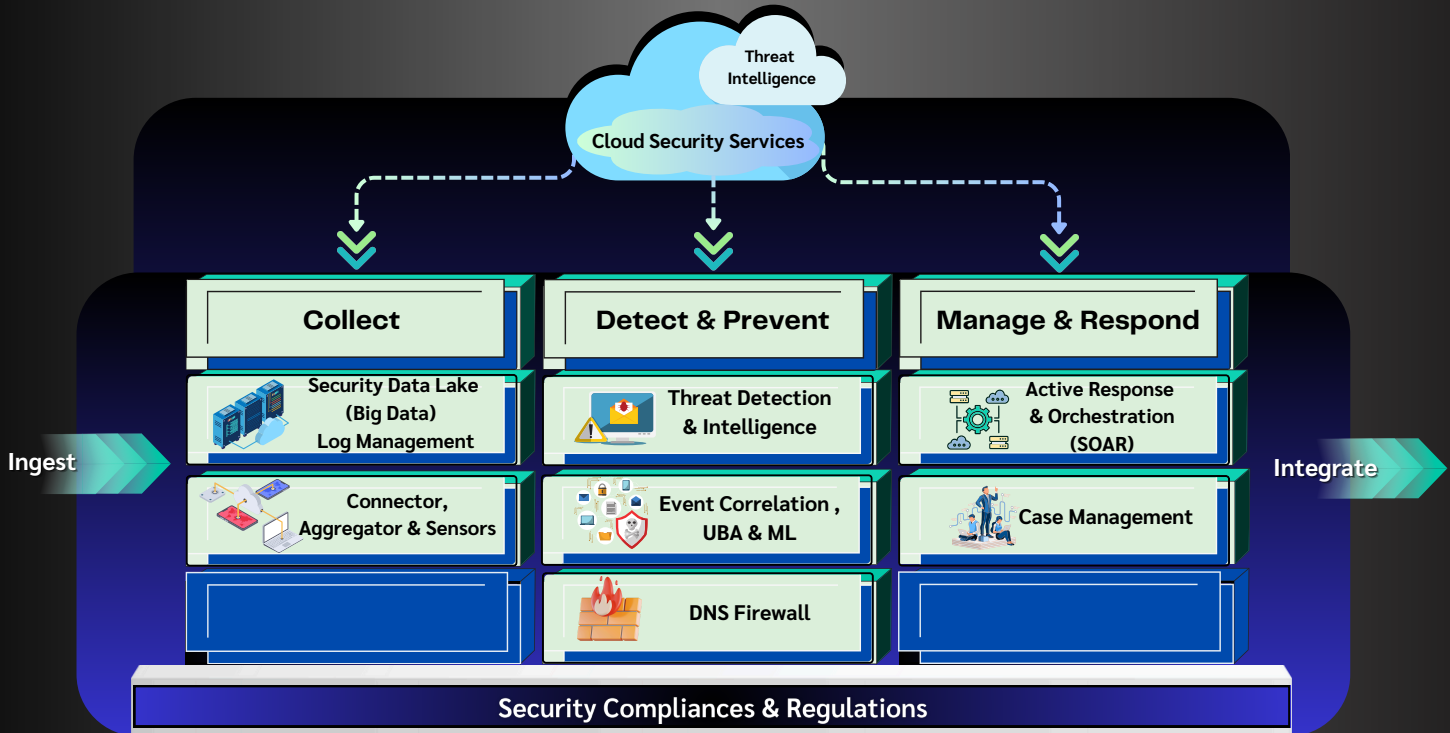 Threat
Intelligence
Cloud Security Services
Collect
Detect & Prevent
Manage & Respond
Security Data Lake
(Big Data)
Log Management
Threat Detection
& Intelligence
Active Response
& Orchestration
(SOAR)
Ingest
Integrate
Connector,
Aggregator & Sensors
Event Correlation ,
UBA & ML
Case Management
DNS Firewall
Security Compliances & Regulations